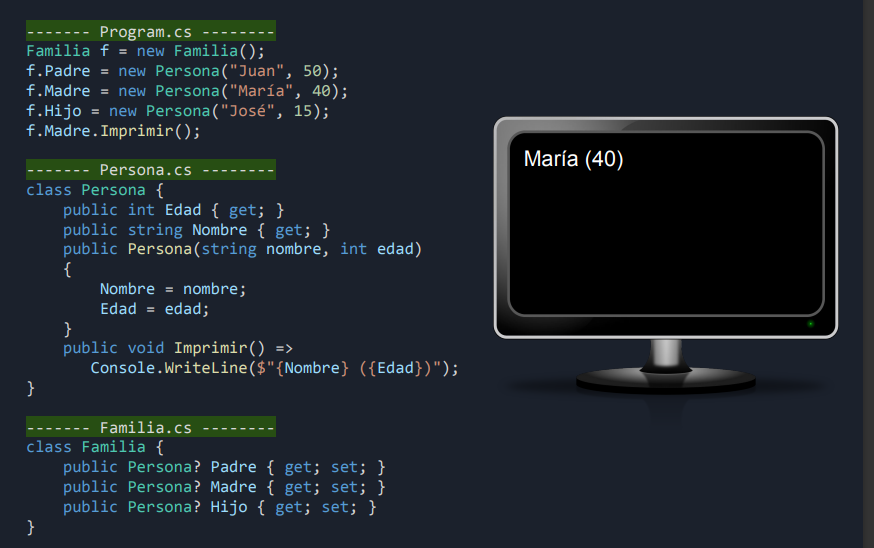 ------- Program.cs --------
Familia f = new Familia();
f.Padre = new Persona("Juan", 50);
f.Madre = new Persona("María", 40);
f.Hijo = new Persona("José", 15);
f.Madre.Imprimir();
------- Persona.cs --------
class Persona {
    public int Edad { get; }
    public string Nombre { get; }
    public Persona(string nombre, int edad)
    {
        Nombre = nombre;
        Edad = edad;
    }
    public void Imprimir() =>
       Console.WriteLine($"{Nombre} ({Edad})");
}
------- Familia.cs --------
class Familia {
    public Persona? Padre { get; set; }
    public Persona? Madre { get; set; }
    public Persona? Hijo { get; set; }
}
María (40)